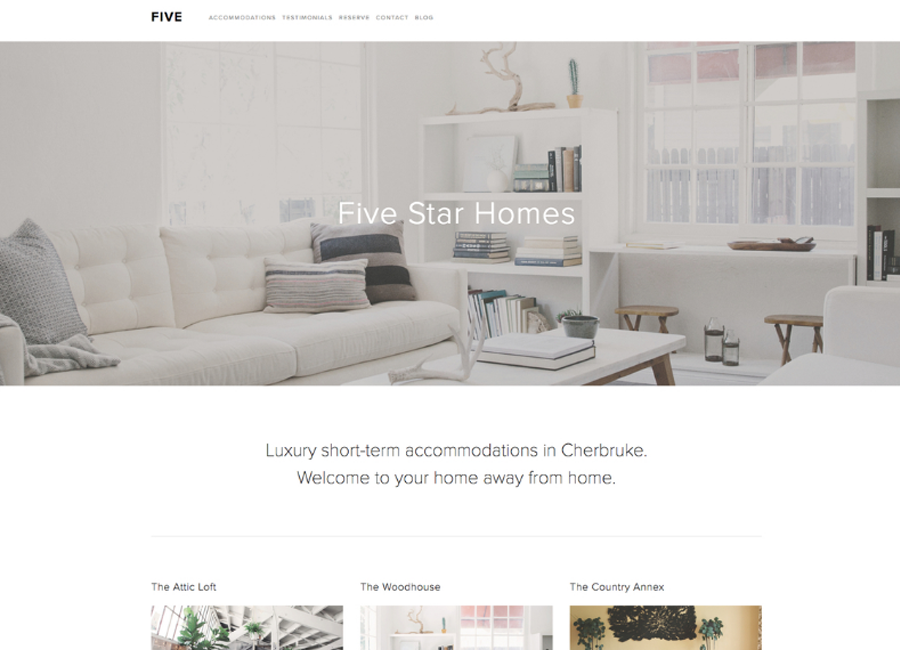 FIVE
ACCOMMODATIONS TESTIMONIALS RESERVE CONTACT BLOG
Five Star Homes
Luxury short-term accommodations in Cherbruke.
Welcome to your home away from home.
The Attic Loft
The Woodhouse
The Country Annex